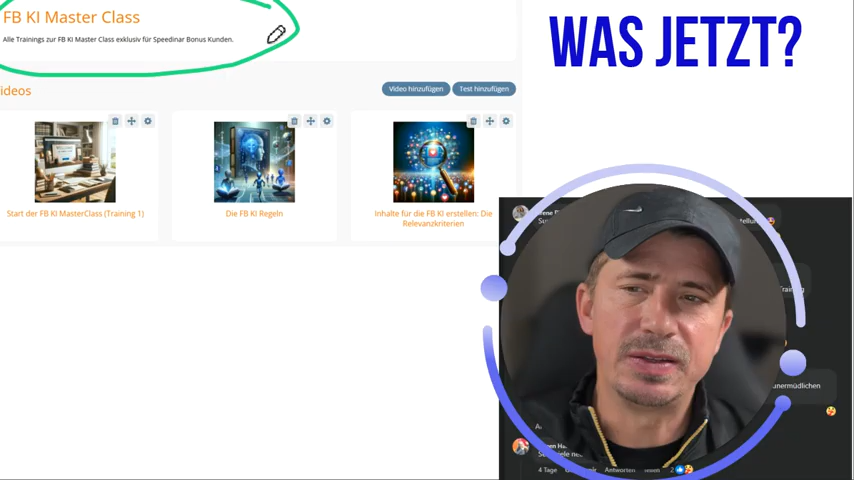 FB KI Master Class
Alle Trainings zur FB KI Master Class exklusiv für Speedinar Bonus Kunden.
WAS JETZT?
ideos
Video hinzufügen
Test hinzufügen
Start der FB KI MasterClass (Training 1)
Die FB KI Regeln
Inhalte für die FB KI erstellen: Die
Relevanzkriterien
Training
unermüdlichen
4 Tage
Antworten